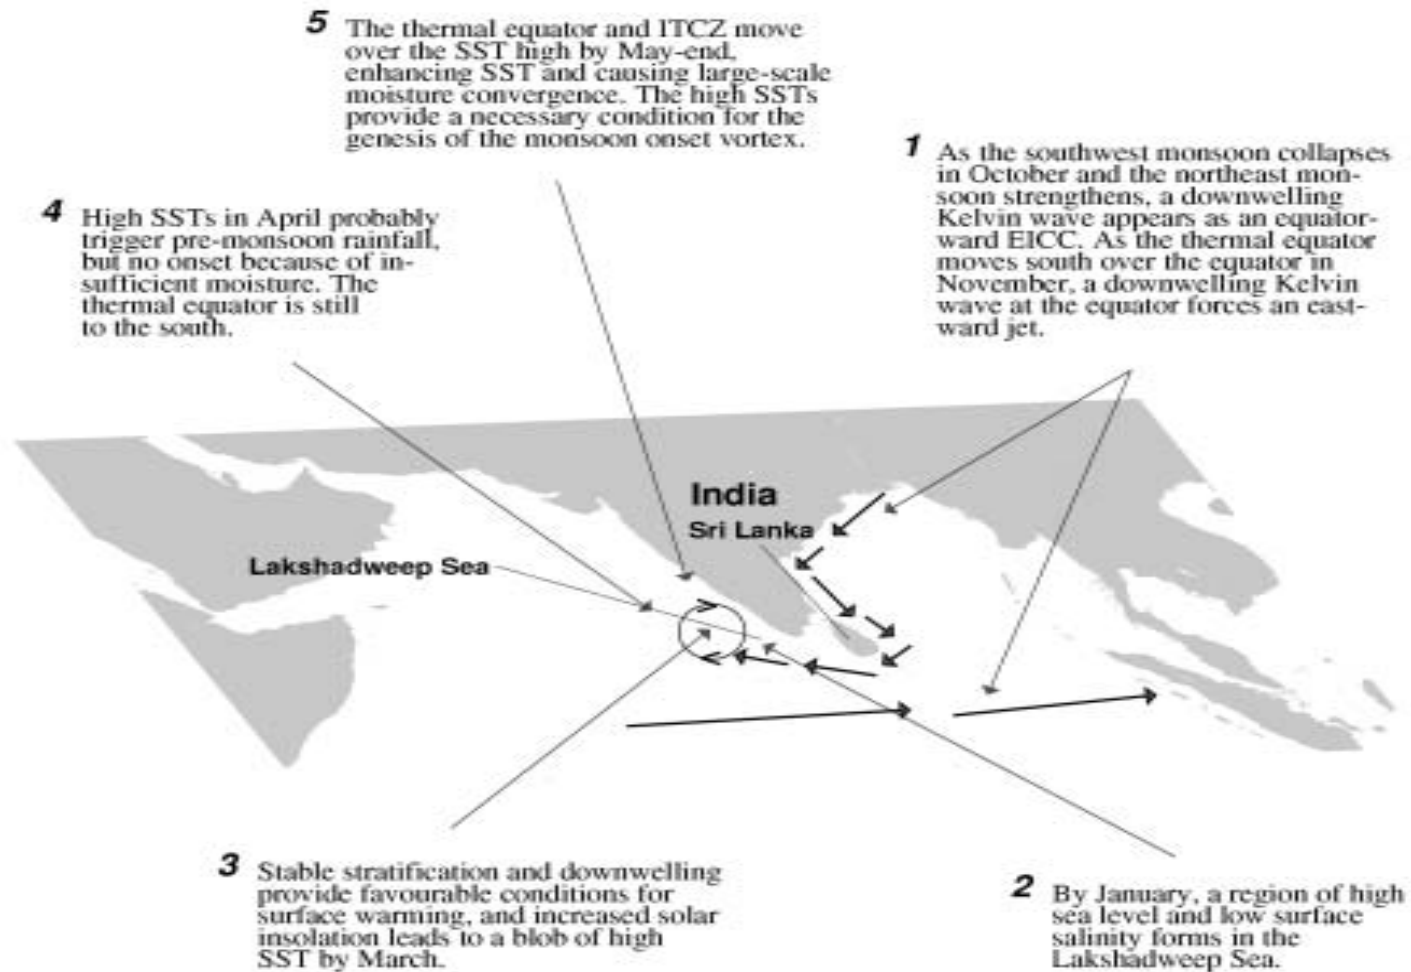 5 The thermal equator and ITCZ move
over the SST high by May-end,
enhancing SST and causing large-scale
moisture convergence. The high SSTs
provide a necessary condition for the
genesis of the monsoon onset vortex.
1 As the southwest monsoon collapses
in October and the northeast mon-
soon strengthens, a downwelling
Kelvin wave appears as an equator-
ward EICC. As the thermal equator
moves south over the equator in
November, a downwelling Kelvin
wave at the equator forces an east-
ward jet.
4 High SSTs in April probably
trigger pre-monsoon rainfall,
but no onset because of in-
sufficient moisture. The
thermal equator is still
to the south.
India
Sri Lanka
Lakshadweep Sea
3 Stable stratification and downwelling
provide favourable conditions for
surface warming, and increased solar
insolation leads to a blob of high
SST by March.
2 By January, a region of high
sea level and low surface
salinity forms in the
Lakshadweep Sea.